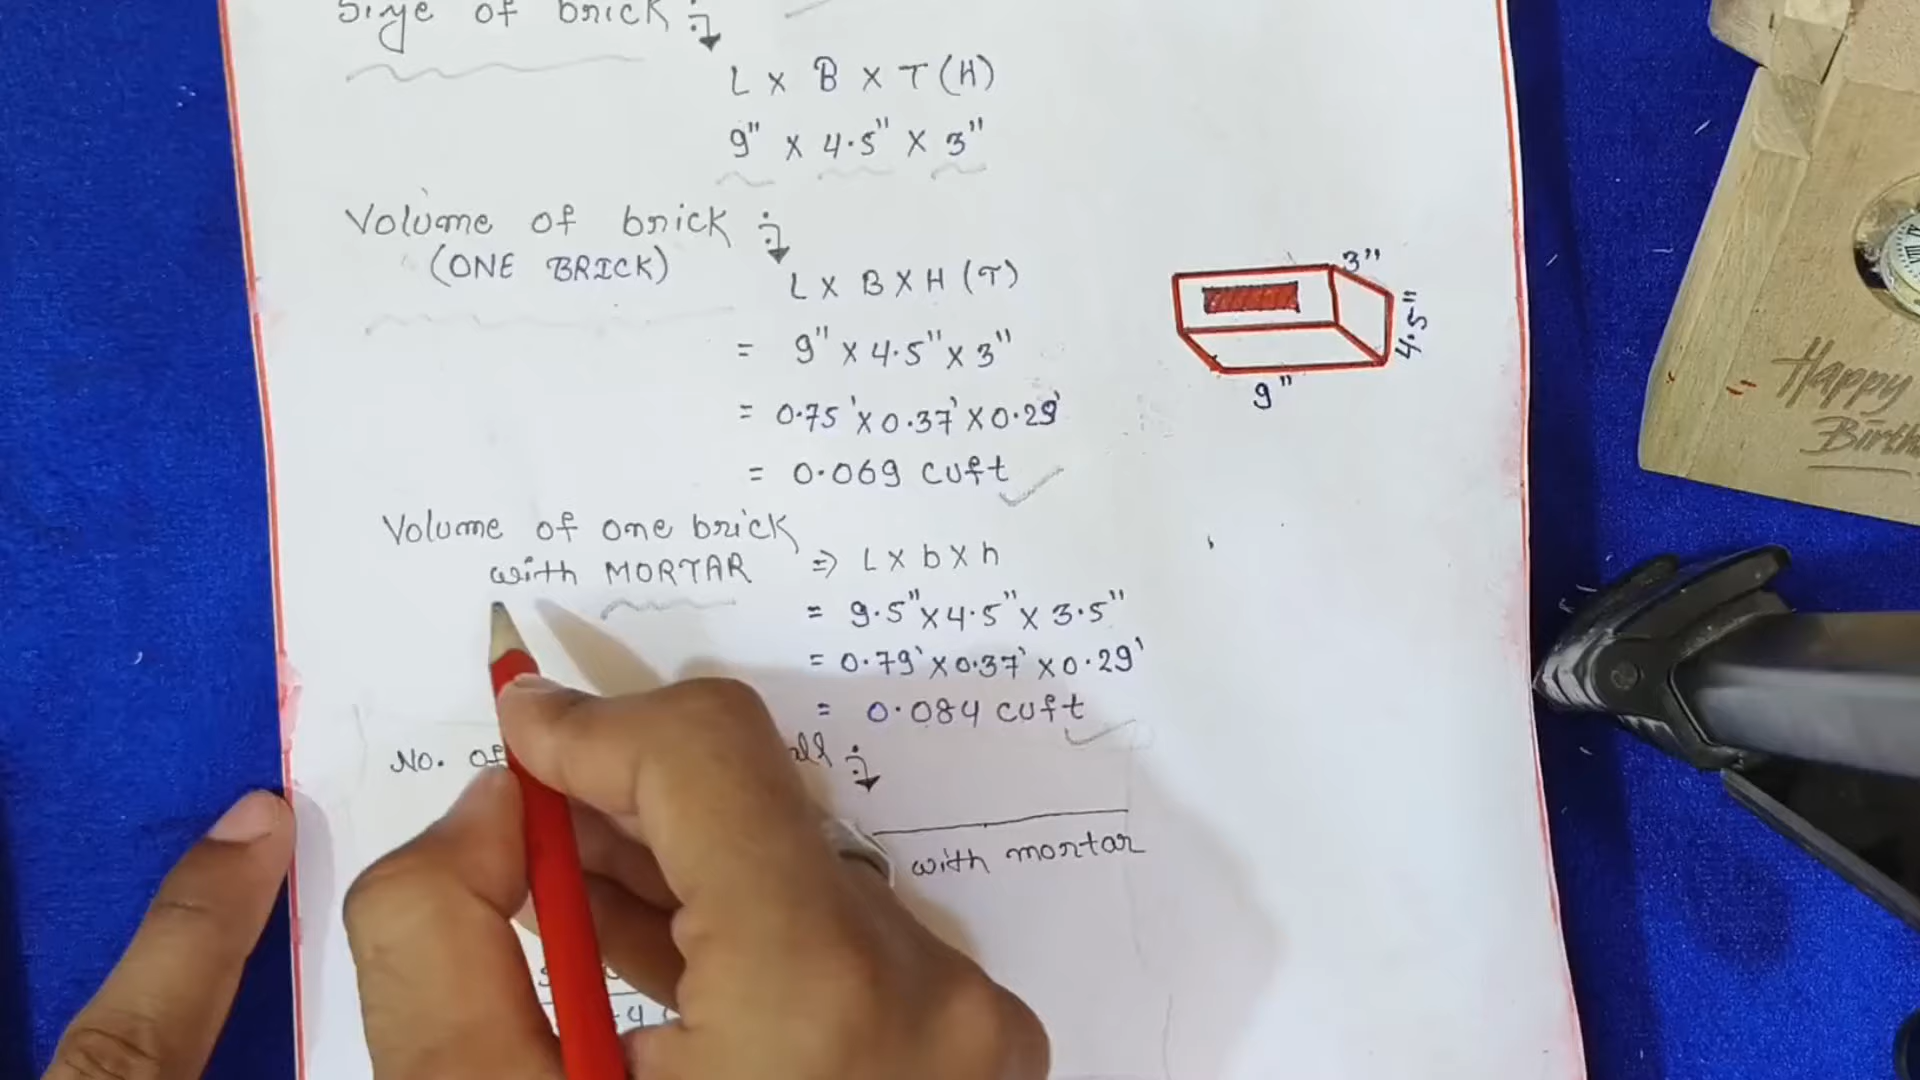 Size of brick :-
L X B X T (H)
9" X 4.5" X 3"
Volume of brick :-
(ONE BRICK)
L X B X H (T)
= 9" X 4.5" X 3"
= 0.75' X 0.37' X 0.29'
= 0.069 cuft
3"
4.5"
9"
Volume of one brick
with MORTAR => L X b X h
= 9.5" X 4.5" X 3.5"
= 0.79' X 0.37' X 0.29'
= 0.084 cuft
No. of
with mortar
Happy
Birth